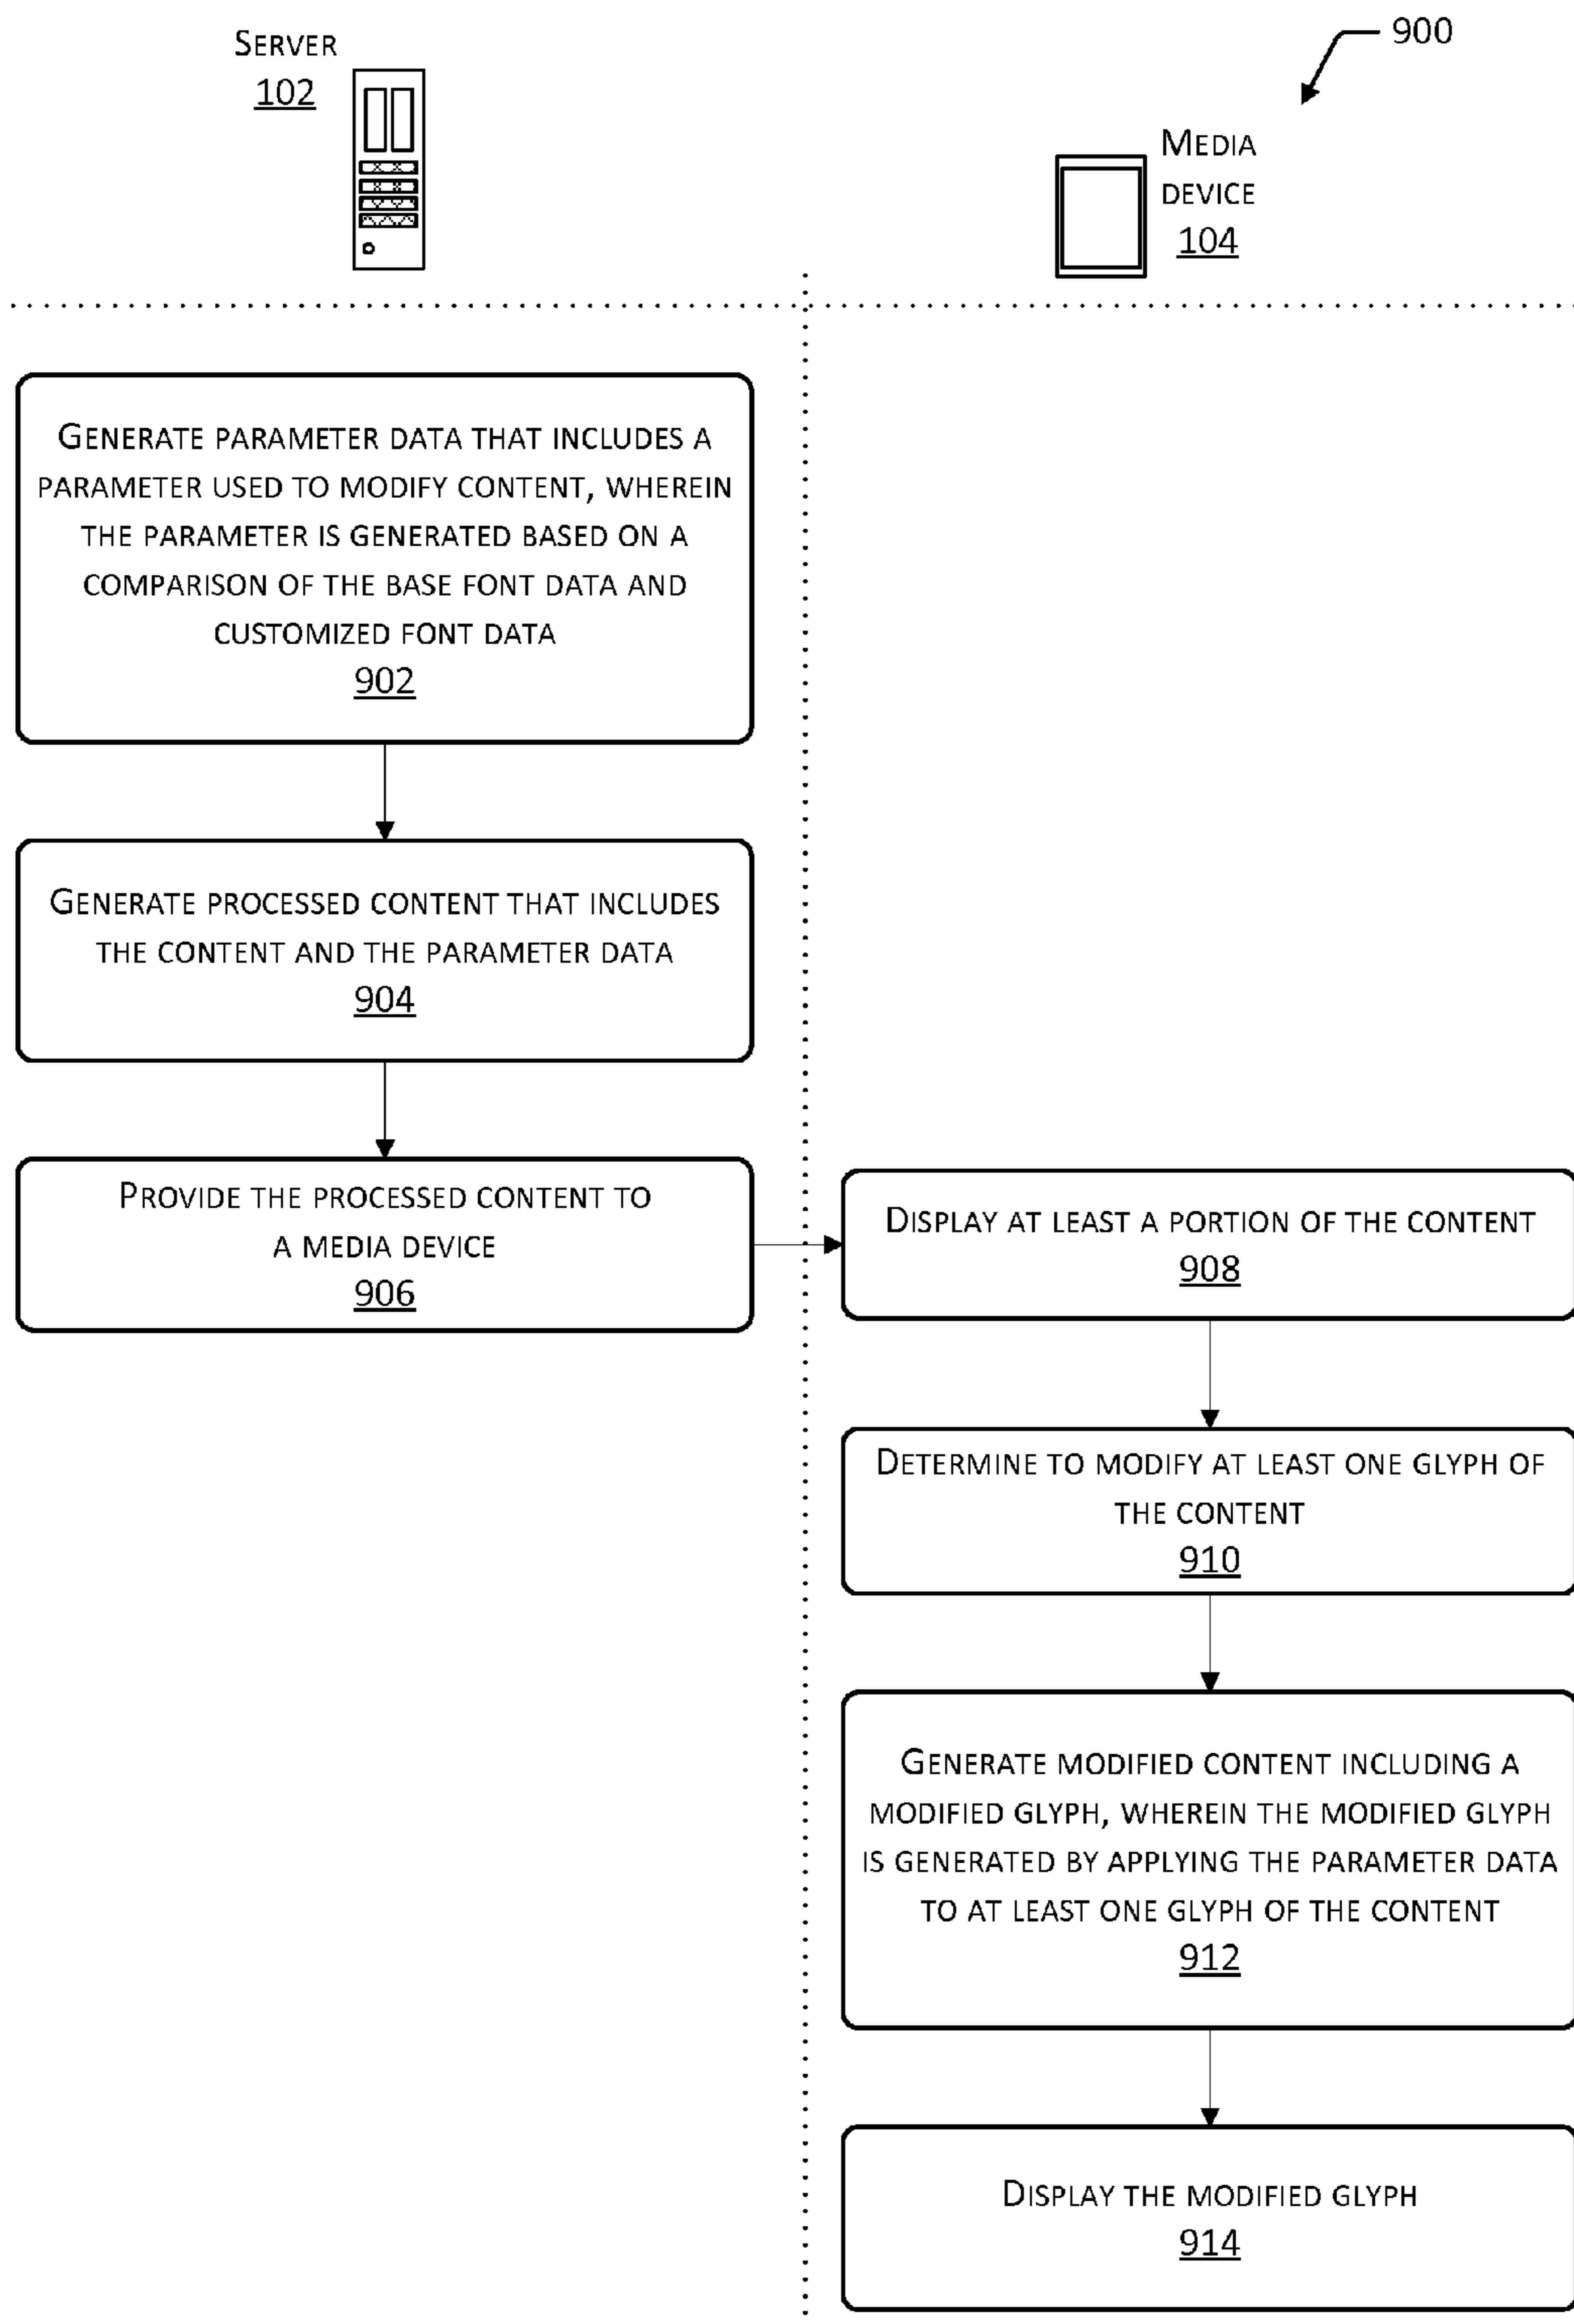 SERVER
102
900
MEDIA
DEVICE
104
GENERATE PARAMETER DATA THAT INCLUDES A
PARAMETER USED TO MODIFY CONTENT, WHEREIN
THE PARAMETER IS GENERATED BASED ON A
COMPARISON OF THE BASE FONT DATA AND
CUSTOMIZED FONT DATA
902
GENERATE PROCESSED CONTENT THAT INCLUDES
THE CONTENT AND THE PARAMETER DATA
904
PROVIDE THE PROCESSED CONTENT TO
A MEDIA DEVICE
906
DISPLAY AT LEAST A PORTION OF THE CONTENT
908
DETERMINE TO MODIFY AT LEAST ONE GLYPH OF
THE CONTENT
910
GENERATE MODIFIED CONTENT INCLUDING A
MODIFIED GLYPH, WHEREIN THE MODIFIED GLYPH
IS GENERATED BY APPLYING THE PARAMETER DATA
TO AT LEAST ONE GLYPH OF THE CONTENT
912
DISPLAY THE MODIFIED GLYPH
914